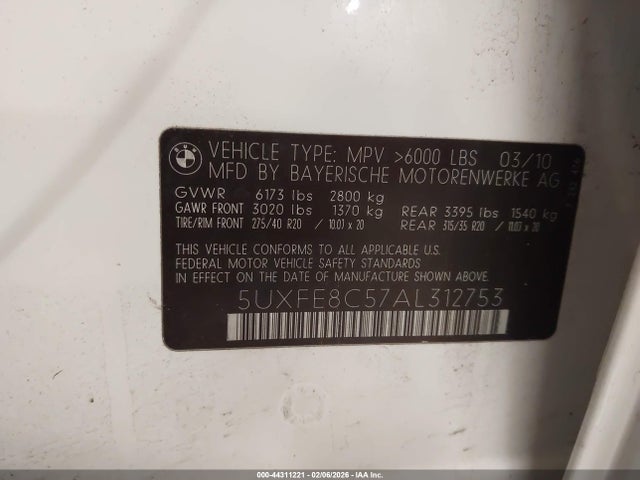 BMW
VEHICLE TYPE: MPV >6000 LBS 03/10
MFD BY BAYERISCHE MOTORENWERKE AG
GVWR 6173 lbs 2800 kg
GAWR FRONT 3020 lbs 1370 kg REAR 3395 lbs 1540 kg
TIRE/RIM FRONT 275/40 R20 / 10.0J x 20 REAR 315/35 R20 /
THIS VEHICLE CONFORMS TO ALL APPLICABLE U.S.
FEDERAL MOTOR VEHICLE SAFETY STANDARDS
IN EFFECT ON THE DATE OF MANUFACTURE SHOWN ABOVE.
5UXFE8C57AL312753
000-44311221 - 02/06/2026 - IAA Inc.